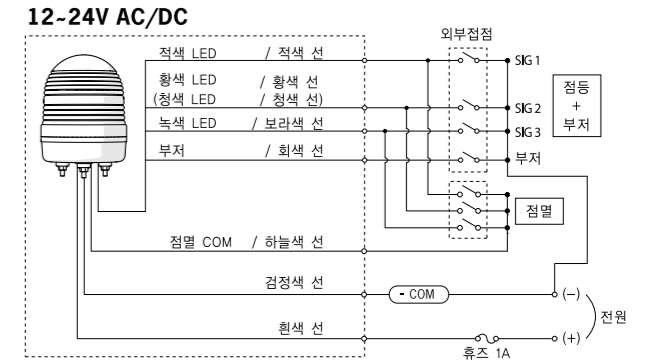 12~24V AC/DC
외부접점
적색 LED / 적색 선
SIG 1
황색 LED / 황색 선
(청색 LED / 청색 선)
SIG 2
녹색 LED / 보라색 선
SIG 3
부저 / 회색 선
부저
점등
+
부저
점멸
점멸 COM / 하늘색 선
검정색 선
- COM
(−)
흰색 선
휴즈 1A
(+)
전원